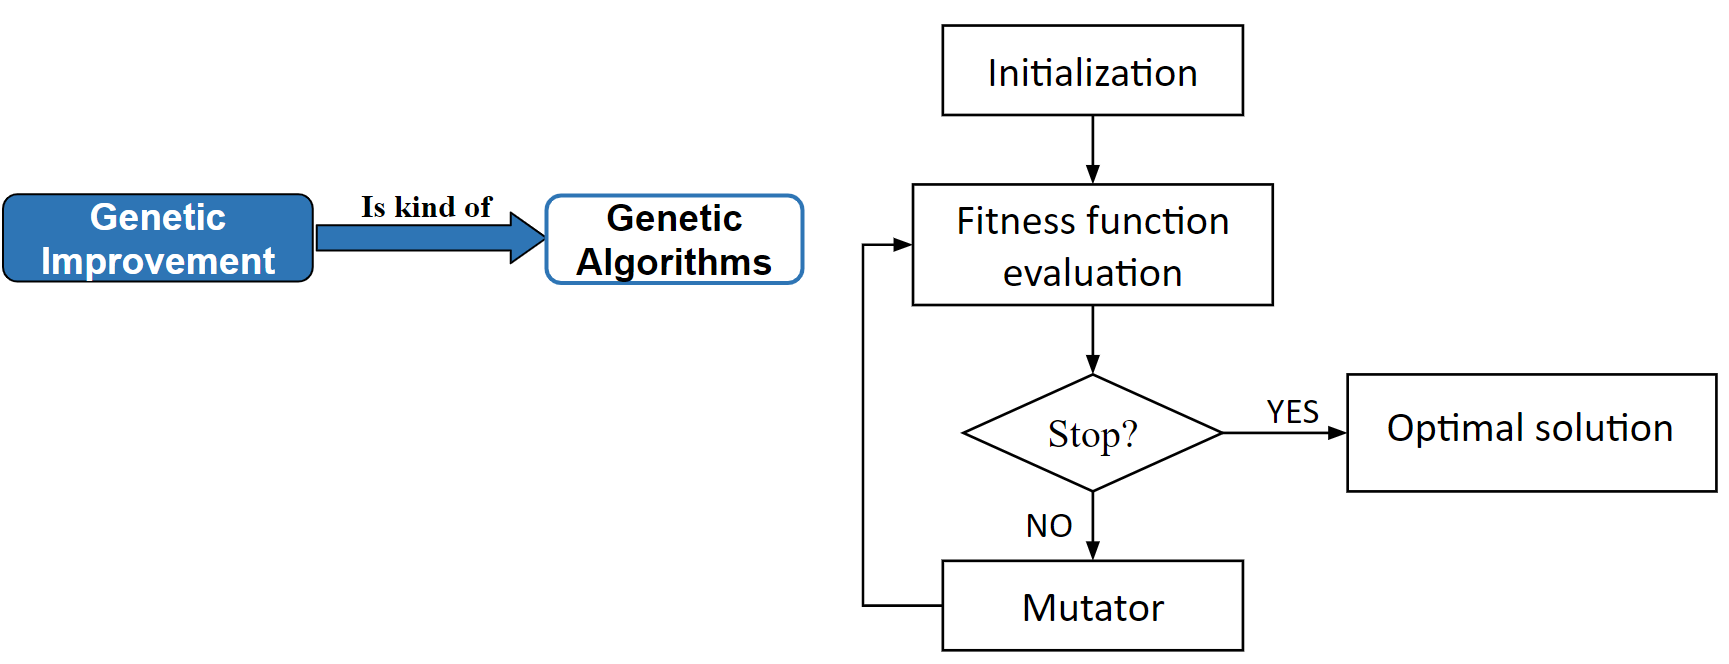 Genetic
Improvement
Is kind of
Genetic
Algorithms
Initialization
Fitness function
evaluation
Stop?
YES
Optimal solution
NO
Mutator